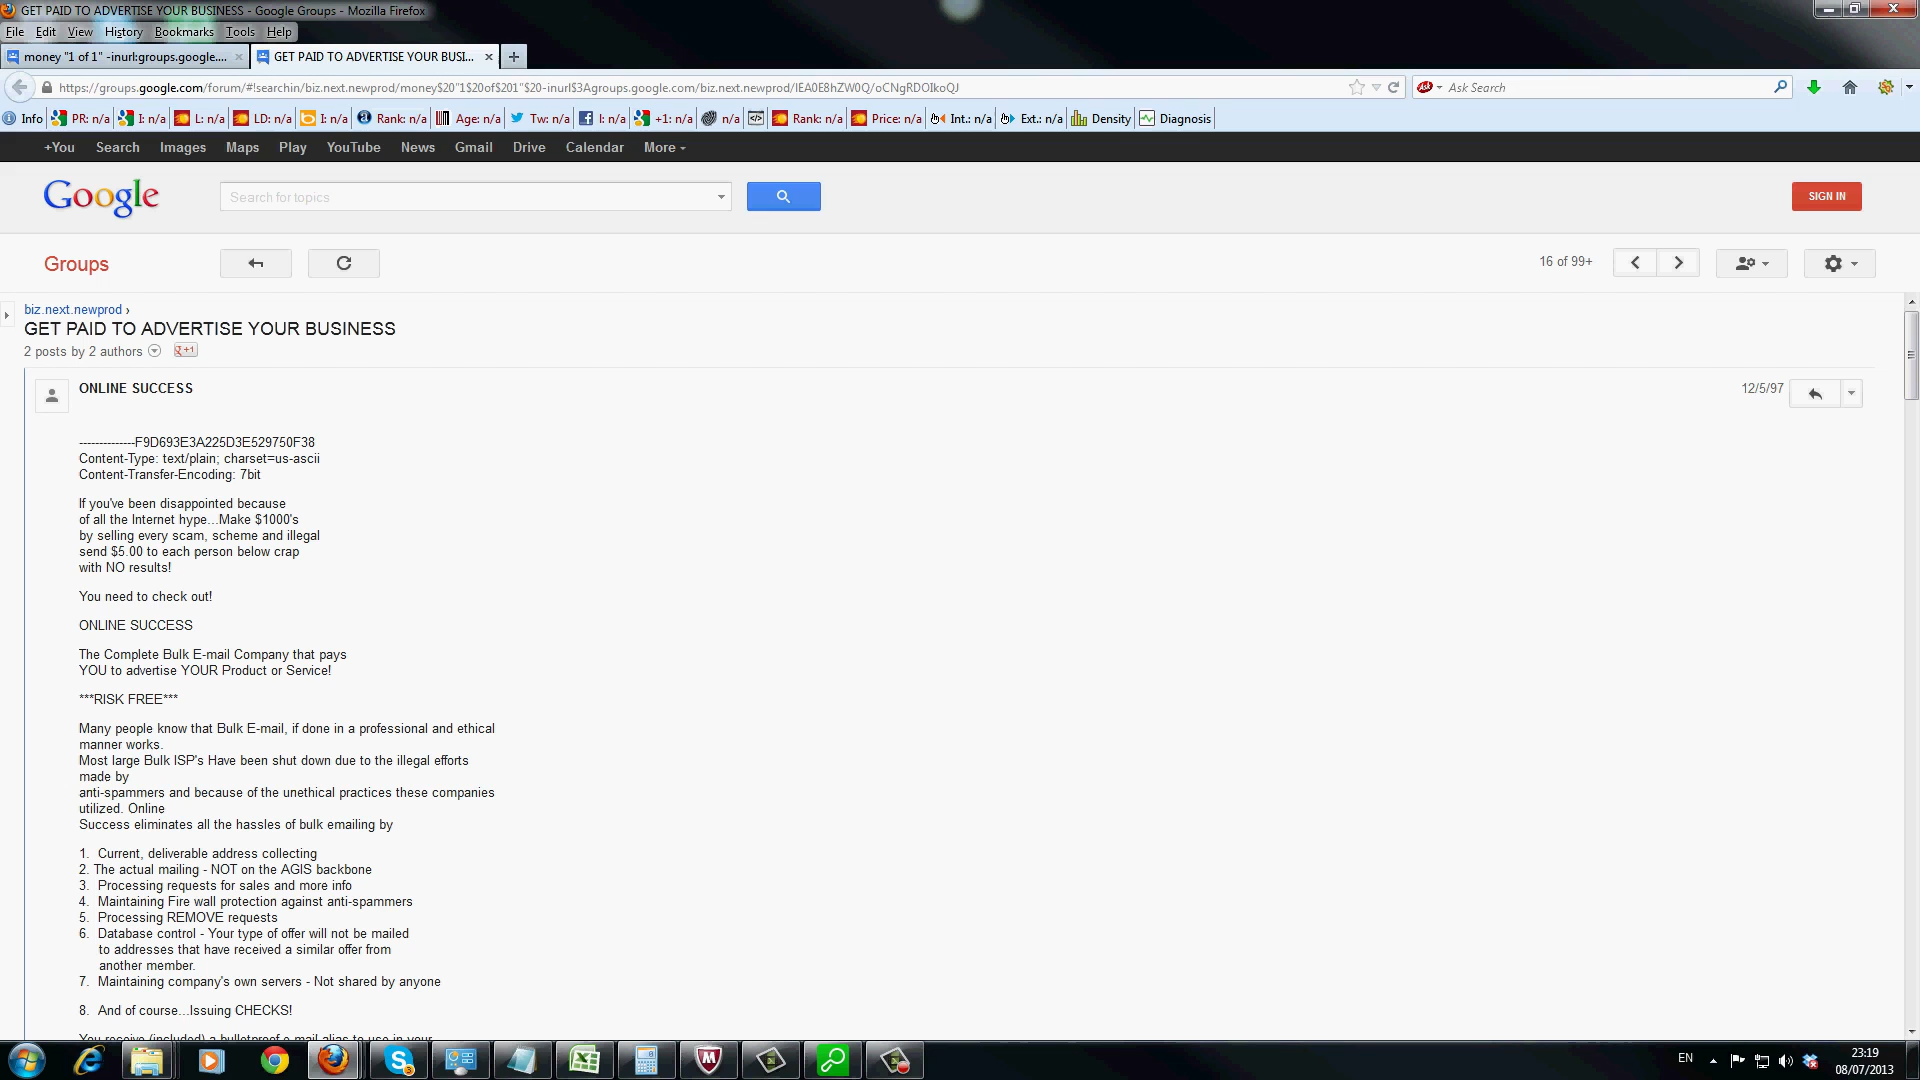 GET PAID TO ADVERTISE YOUR BUSINESS - Google Groups - Mozilla Firefox
File Edit View History Bookmarks Tools Help
money "1 of 1" -inurl:groups.google.... GET PAID TO ADVERTISE YOUR BUSI...
https://groups.google.com/forum/#!searchin/biz.next.newprod/money$20"1$20of$201"$20-inurl$3Agroups.google.com/biz.next.newprod/IEA0E8hZW0Q/oCNgRDOIkoQJ Ask Search
Info PR: n/a I: n/a L: n/a LD: n/a I: n/a Rank: n/a Age: n/a Tw: n/a l: n/a +1: n/a n/a Rank: n/a Price: n/a Int.: n/a Ext.: n/a Density Diagnosis
+You Search Images Maps Play YouTube News Gmail Drive Calendar More
Google Search for topics SIGN IN
Groups 16 of 99+
biz.next.newprod ›
GET PAID TO ADVERTISE YOUR BUSINESS
2 posts by 2 authors +1
ONLINE SUCCESS 12/5/97
--------------F9D693E3A225D3E529750F38
Content-Type: text/plain; charset=us-ascii
Content-Transfer-Encoding: 7bit
If you've been disappointed because
of all the Internet hype...Make $1000's
by selling every scam, scheme and illegal
send $5.00 to each person below crap
with NO results!
You need to check out!
ONLINE SUCCESS
The Complete Bulk E-mail Company that pays
YOU to advertise YOUR Product or Service!
***RISK FREE***
Many people know that Bulk E-mail, if done in a professional and ethical
manner works.
Most large Bulk ISP's Have been shut down due to the illegal efforts
made by
anti-spammers and because of the unethical practices these companies
utilized. Online
Success eliminates all the hassles of bulk emailing by
1. Current, deliverable address collecting
2. The actual mailing - NOT on the AGIS backbone
3. Processing requests for sales and more info
4. Maintaining Fire wall protection against anti-spammers
5. Processing REMOVE requests
6. Database control - Your type of offer will not be mailed
to addresses that have received a similar offer from
another member.
7. Maintaining company's own servers - Not shared by anyone
8. And of course...Issuing CHECKS!
You receive (included) a bulletproof e-mail alias to use in your
EN 23:19
08/07/2013